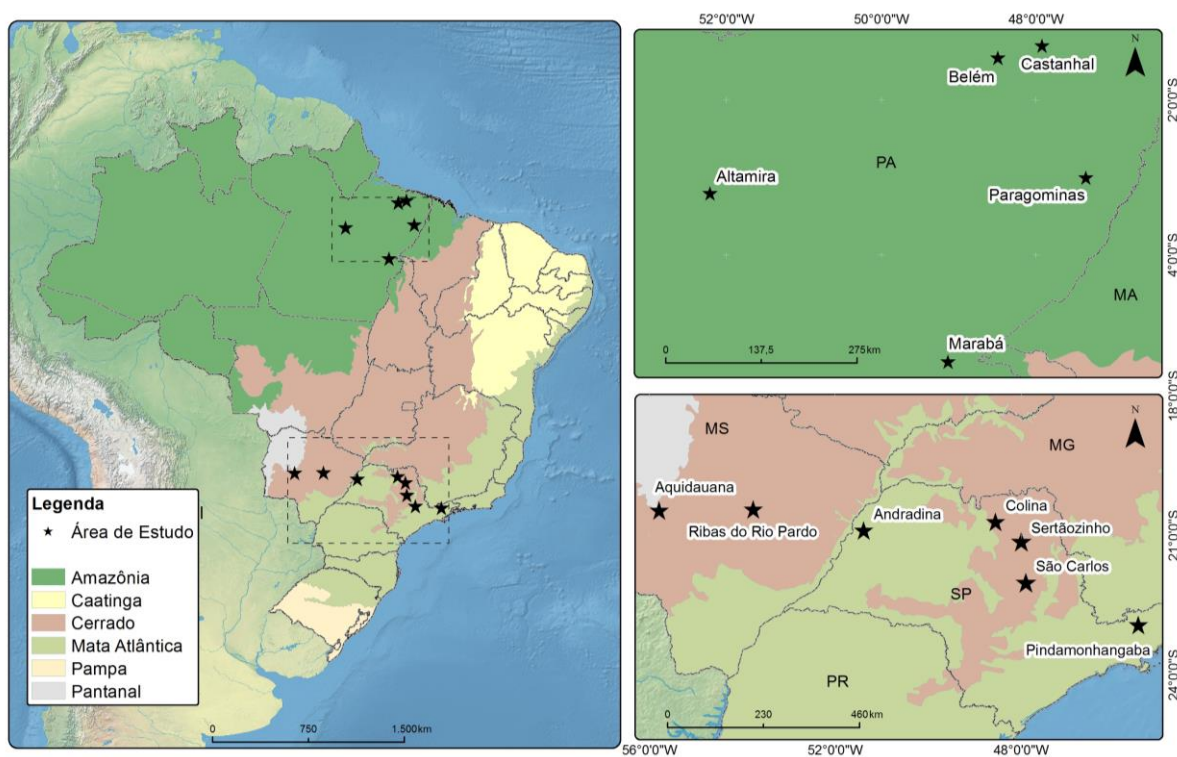 Legenda
Área de Estudo
Amazônia
Caatinga
Cerrado
Mata Atlântica
Pampa
Pantanal
0 750 1.500 km
52°0'0"W 50°0'0"W 48°0'0"W
N
Belém
Castanhal
2°0'0"S
PA
Altamira
Paragominas
4°0'0"S
MA
Marabá
0 137,5 275 km
18°0'0"S
N
MS
MG
Aquidauana
Ribas do Rio Pardo
Andradina
Colina
Sertãozinho
21°0'0"S
São Carlos
SP
Pindamonhangaba
PR
24°0'0"S
0 230 460 km
56°0'0"W 52°0'0"W 48°0'0"W